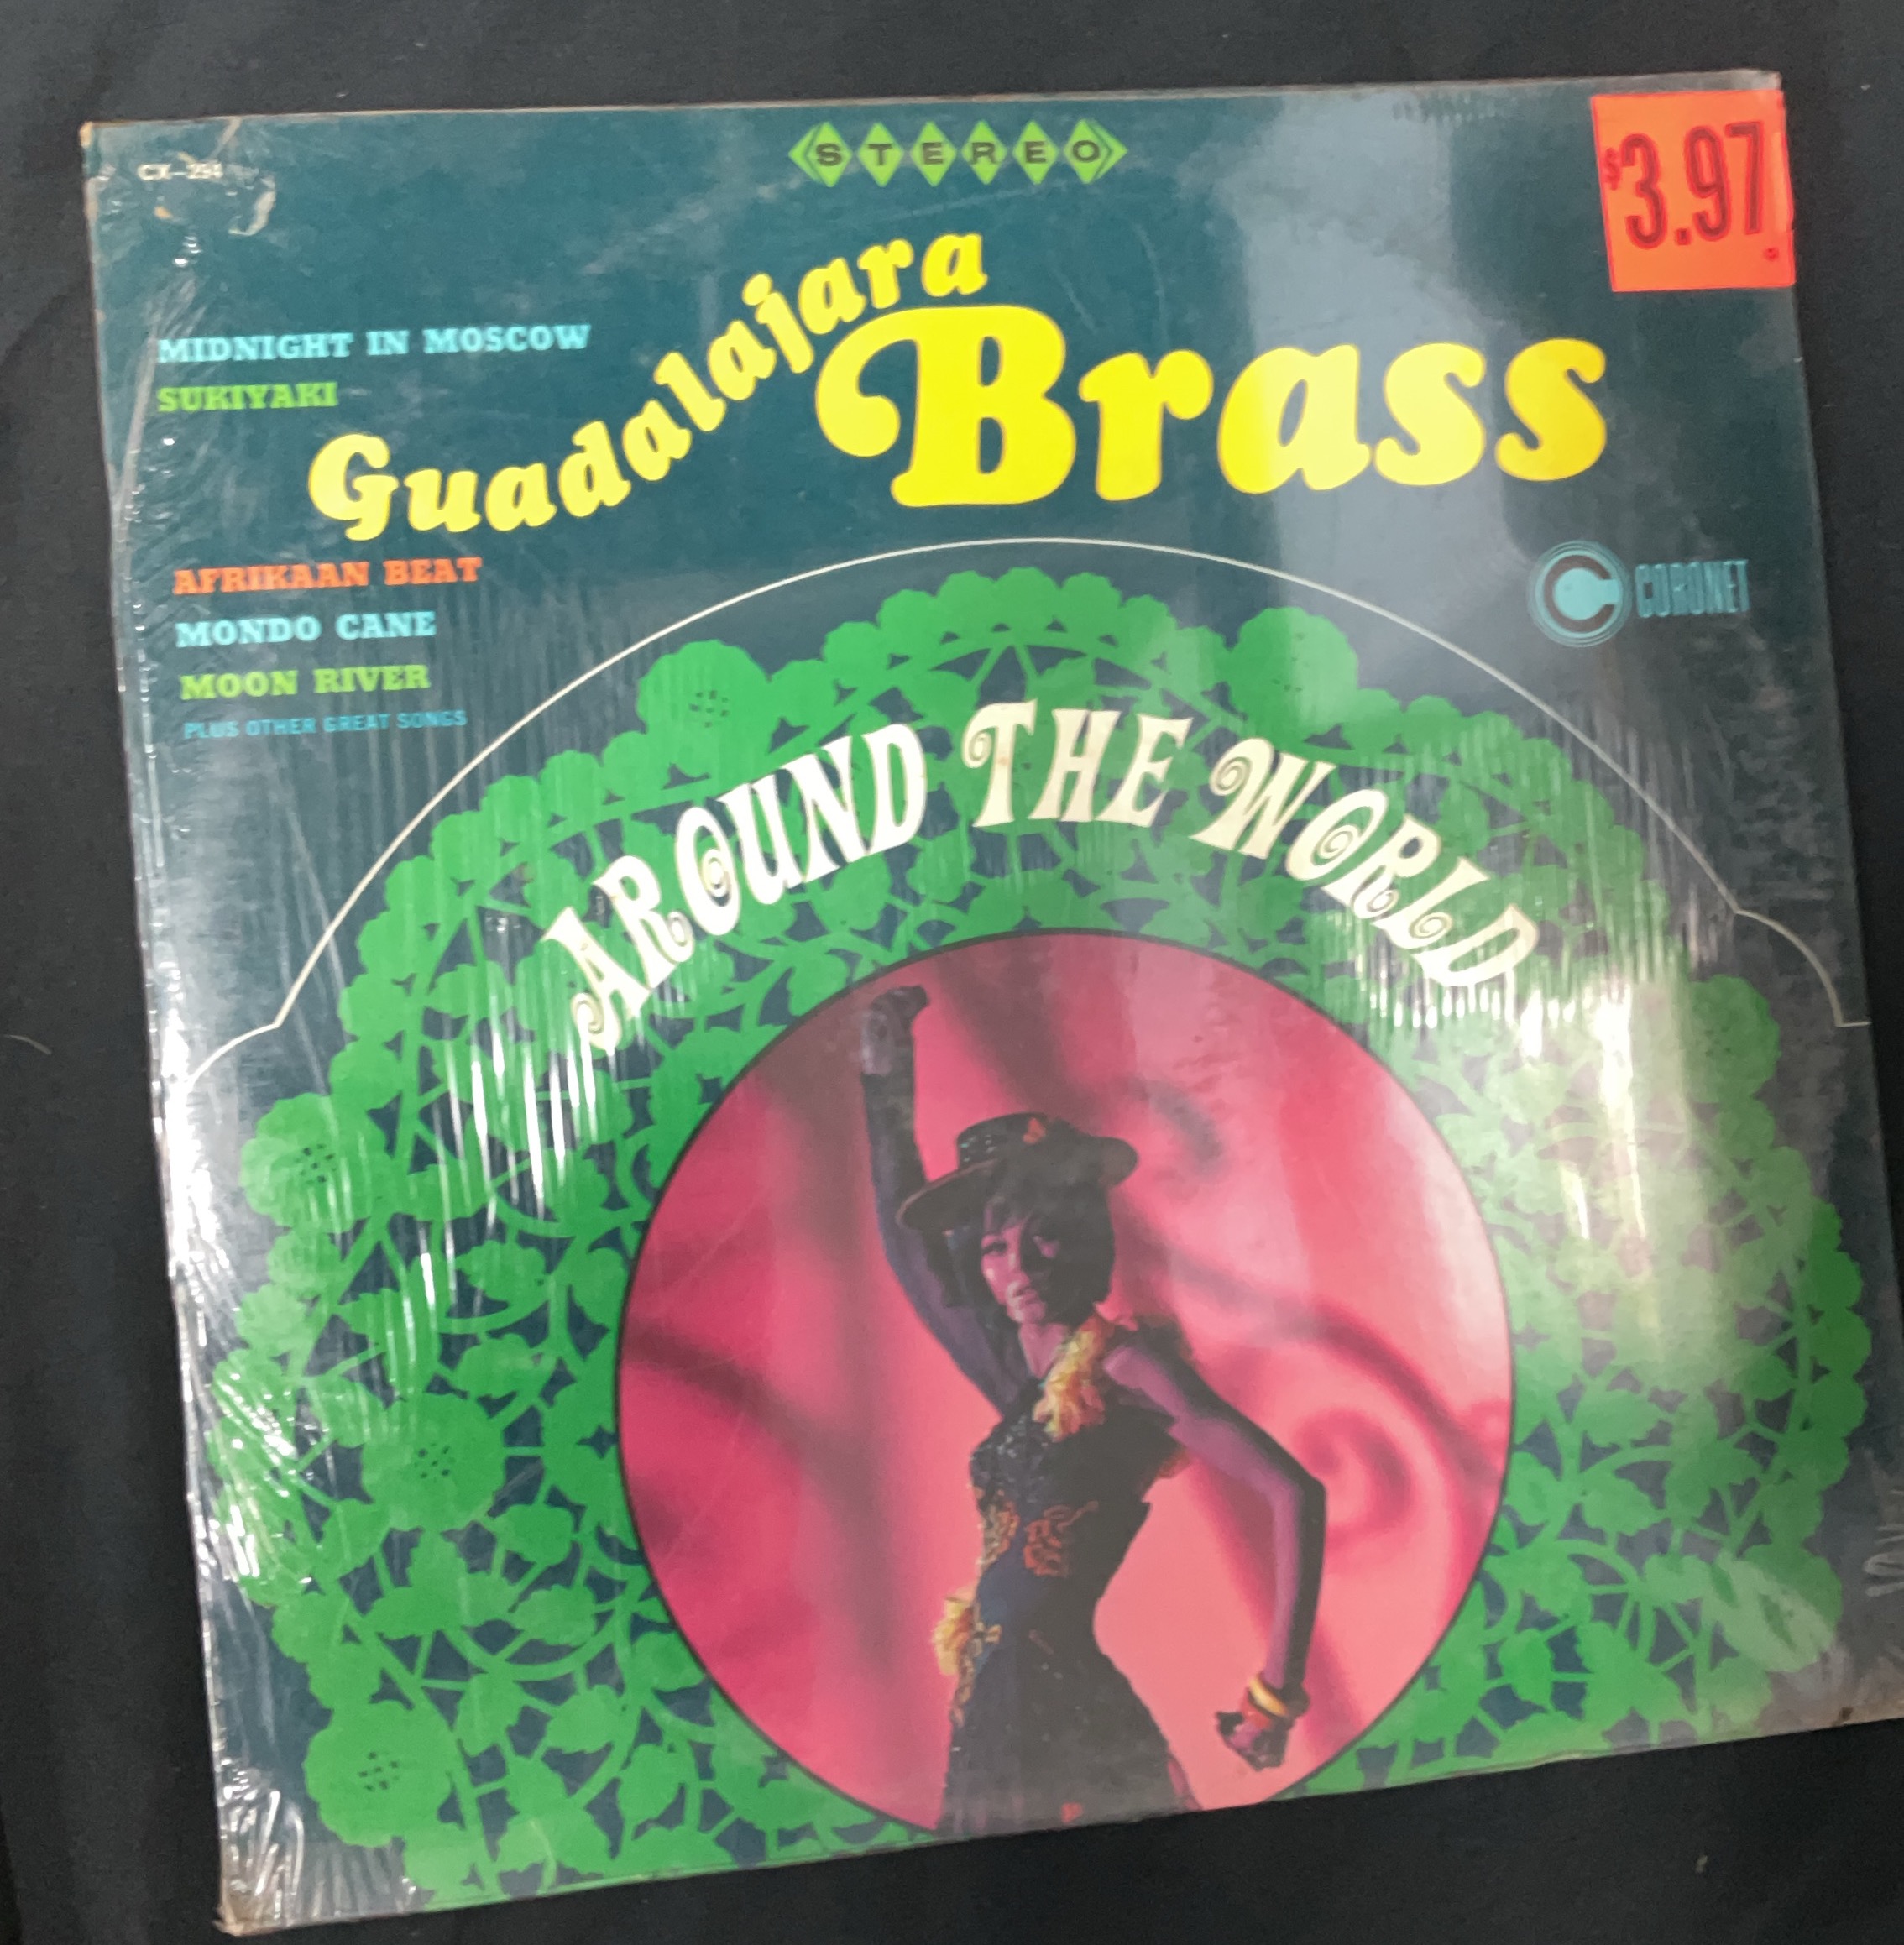 CX-294
STEREO
$3.97
Guadalajara
Brass
MIDNIGHT IN MOSCOW
SUKIYAKI
AFRIKAAN BEAT
MONDO CANE
MOON RIVER
PLUS OTHER GREAT SONGS
C CORONET
AROUND THE WORLD